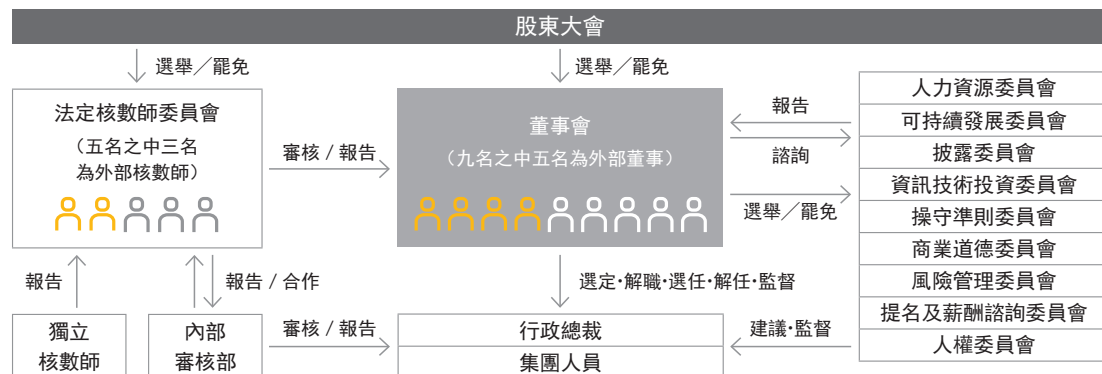 股東大會
選舉／罷免
選舉／罷免
法定核數師委員會
（五名之中三名
為外部核數師）
審核 / 報告
董事會
（九名之中五名為外部董事）
報告
諮詢
選舉／罷免
人力資源委員會
可持續發展委員會
披露委員會
資訊技術投資委員會
操守準則委員會
商業道德委員會
風險管理委員會
提名及薪酬諮詢委員會
人權委員會
報告
報告 / 合作
選定·解職·選任·解任·監督
獨立
核數師
內部
審核部
審核 / 報告
行政總裁
集團人員
建議·監督